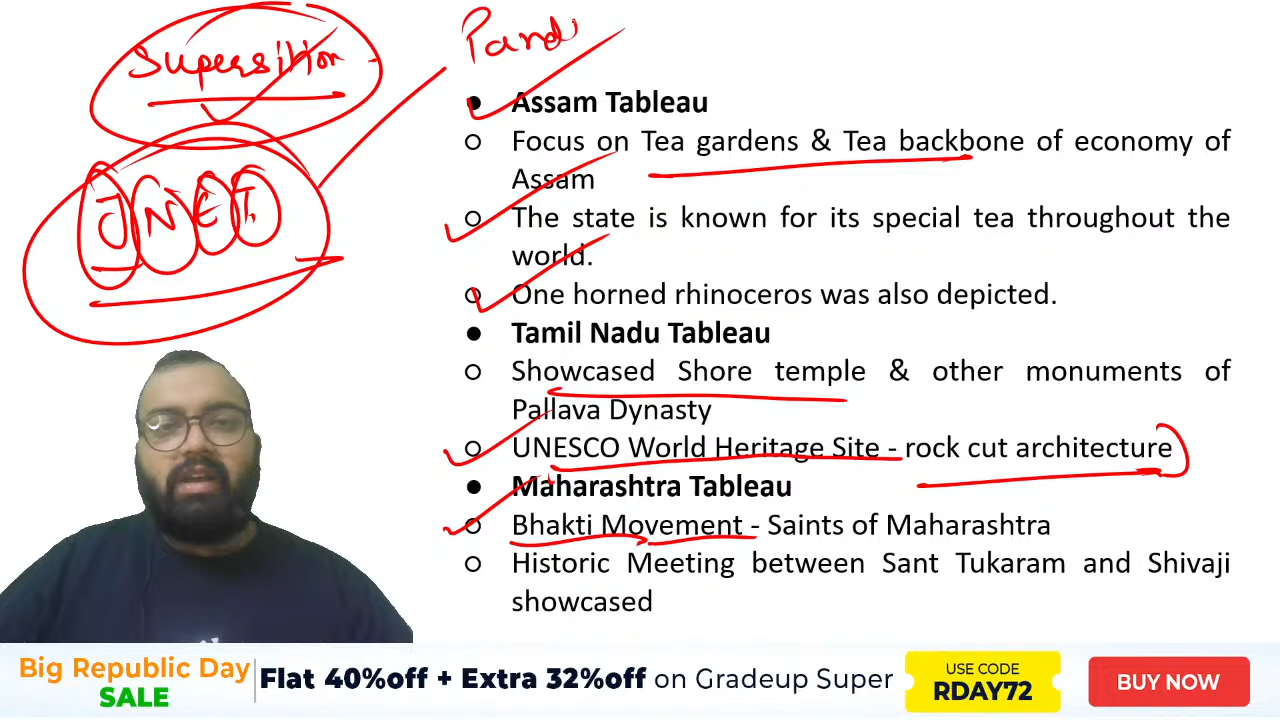 Supersition
Pand
JNET
● Assam Tableau
○ Focus on Tea gardens & Tea backbone of economy of
Assam
○ The state is known for its special tea throughout the
world.
○ One horned rhinoceros was also depicted.
● Tamil Nadu Tableau
○ Showcased Shore temple & other monuments of
Pallava Dynasty
○ UNESCO World Heritage Site - rock cut architecture
● Maharashtra Tableau
○ Bhakti Movement - Saints of Maharashtra
○ Historic Meeting between Sant Tukaram and Shivaji
showcased
Big Republic Day
SALE
Flat 40%off + Extra 32%off on Gradeup Super
USE CODE
RDAY72
BUY NOW